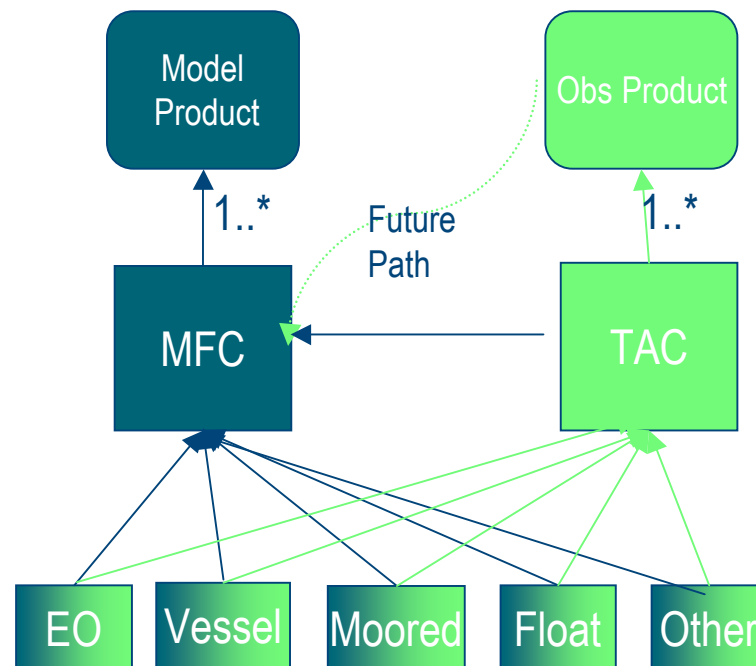 Model
Product
Obs Product
1..*
1..*
Future
Path
MFC
TAC
EO
Vessel
Moored
Float
Other